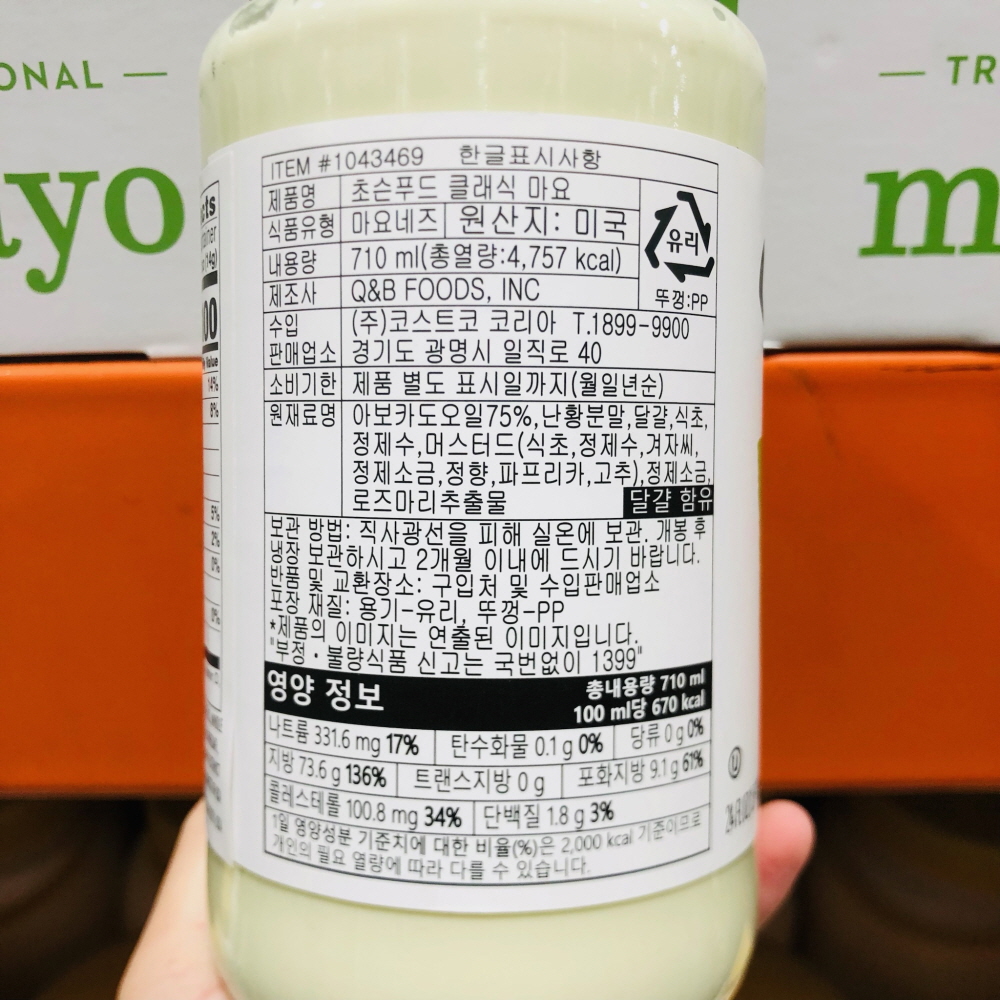 ONAL —
— TR
ayo
m
cts
ainer
(14g)
00
y Value
14%
8%
5%
2%
0%
0%
ITEM #1043469 한글표시사항
제품명 초슨푸드 클래식 마요
식품유형 마요네즈 원산지: 미국
유리
내용량 710 ml(총열량:4,757 kcal)
제조사 Q&B FOODS, INC
뚜껑:PP
수입 (주)코스트코 코리아 T.1899-9900
판매업소 경기도 광명시 일직로 40
소비기한 제품 별도 표시일까지(월일년순)
원재료명 아보카도오일75%,난황분말,달걀,식초,
정제수,머스터드(식초,정제수,겨자씨,
정제소금,정향,파프리카,고추),정제소금,
로즈마리추출물 달걀 함유
보관 방법: 직사광선을 피해 실온에 보관. 개봉 후
냉장 보관하시고 2개월 이내에 드시기 바랍니다.
반품 및 교환장소: 구입처 및 수입판매업소
포장 재질: 용기-유리, 뚜껑-PP
*제품의 이미지는 연출된 이미지입니다.
"부정·불량식품 신고는 국번없이 1399"
영양 정보 총내용량 710 ml
100 ml당 670 kcal
나트륨 331.6 mg 17% 탄수화물 0.1 g 0% 당류 0 g 0%
지방 73.6 g 136% 트랜스지방 0 g 포화지방 9.1 g 61%
콜레스테롤 100.8 mg 34% 단백질 1.8 g 3%
1일 영양성분 기준치에 대한 비율(%)은 2,000 kcal 기준이므로
개인의 필요 열량에 따라 다를 수 있습니다.
U